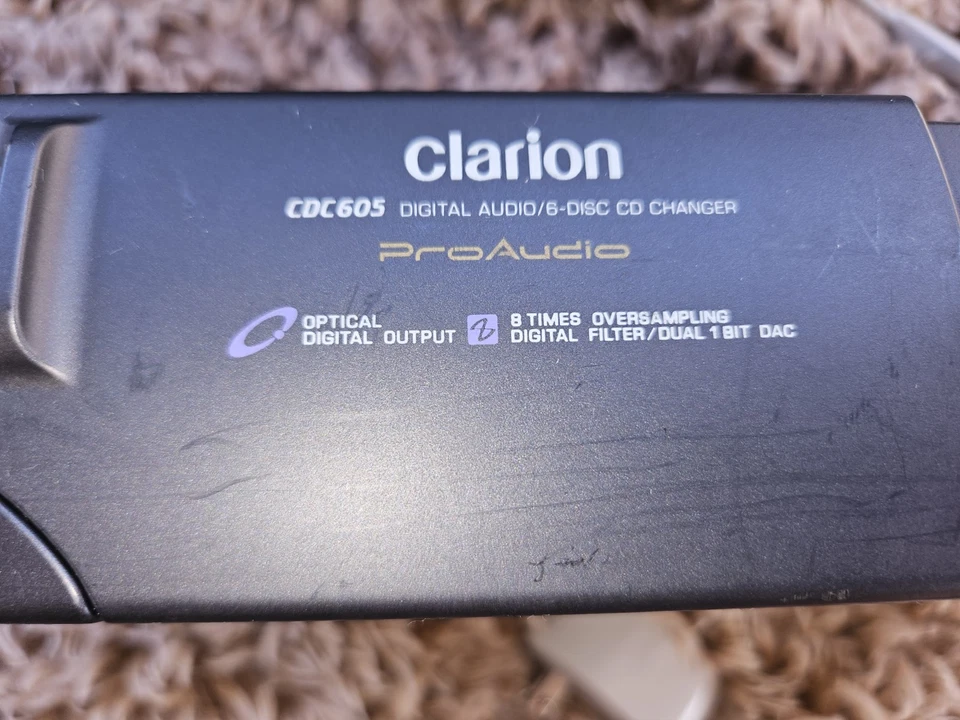 Clarion
CDC605 DIGITAL AUDIO/6-DISC CD CHANGER
ProAudio
OPTICAL
DIGITAL OUTPUT
8 8 TIMES OVERSAMPLING
DIGITAL FILTER/DUAL 1 BIT DAC